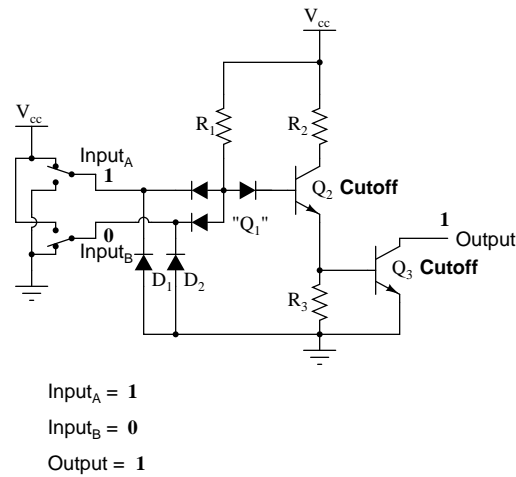 Vcc
Vcc
R1
R2
InputA
1
Q2 Cutoff
"Q1"
0
InputB
1
Output
D1
D2
Q3 Cutoff
R3
InputA = 1
InputB = 0
Output = 1